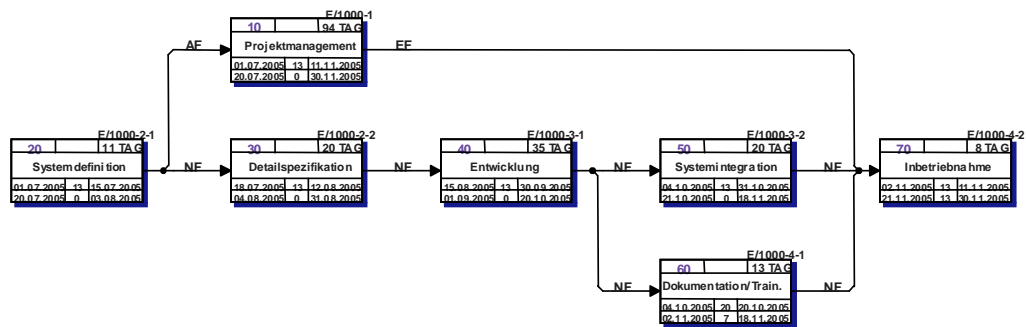 E/1000-1
10 94 TAG
Projektmanagement
01.07.2005 13 11.11.2005
20.07.2005 0 30.11.2005
AF
EF
E/1000-2-1
20 11 TAG
Systemdefinition
01.07.2005 13 15.07.2005
20.07.2005 0 03.08.2005
NF
E/1000-2-2
30 20 TAG
Detailspezifikation
18.07.2005 13 12.08.2005
04.08.2005 0 31.08.2005
NF
E/1000-3-1
40 35 TAG
Entwicklung
15.08.2005 13 30.09.2005
01.09.2005 0 20.10.2005
NF
E/1000-3-2
50 20 TAG
Systemintegration
04.10.2005 13 31.10.2005
21.10.2005 0 18.11.2005
NF
E/1000-4-2
70 8 TAG
Inbetriebnahme
02.11.2005 13 11.11.2005
21.11.2005 13 30.11.2005
NF
E/1000-4-1
60 13 TAG
Dokumentation/Train.
04.10.2005 20 20.10.2005
02.11.2005 7 18.11.2005
NF